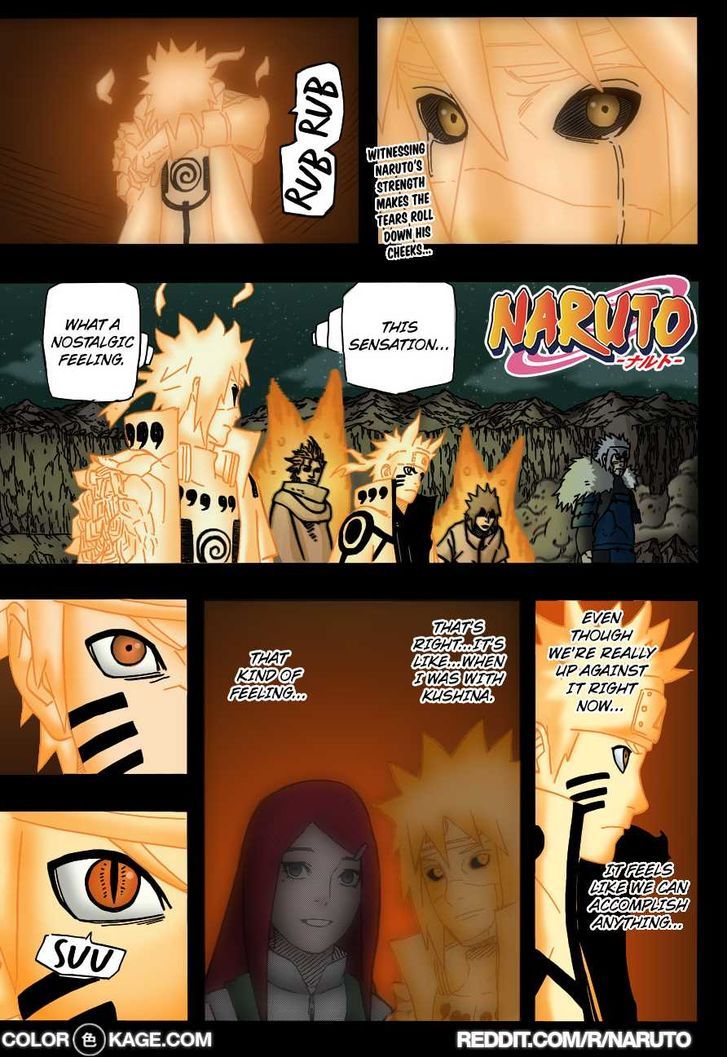 WITNESSING
NARUTO'S
STRENGTH
MAKES THE
TEARS ROLL
DOWN HIS
CHEEKS...
RUB RUB
NARUTO
-ナルト-
THIS
SENSATION...
WHAT A
NOSTALGIC
FEELING.
EVEN
THOUGH
WE'RE REALLY
UP AGAINST
IT RIGHT
NOW...
IT FEELS
LIKE WE CAN
ACCOMPLISH
ANYTHING...
THAT'S
RIGHT...IT'S
LIKE...WHEN
I WAS WITH
KUSHINA.
THAT
KIND OF
FEELING...
SUU
COLOR 色 KAGE.COM
REDDIT.COM/R/NARUTO